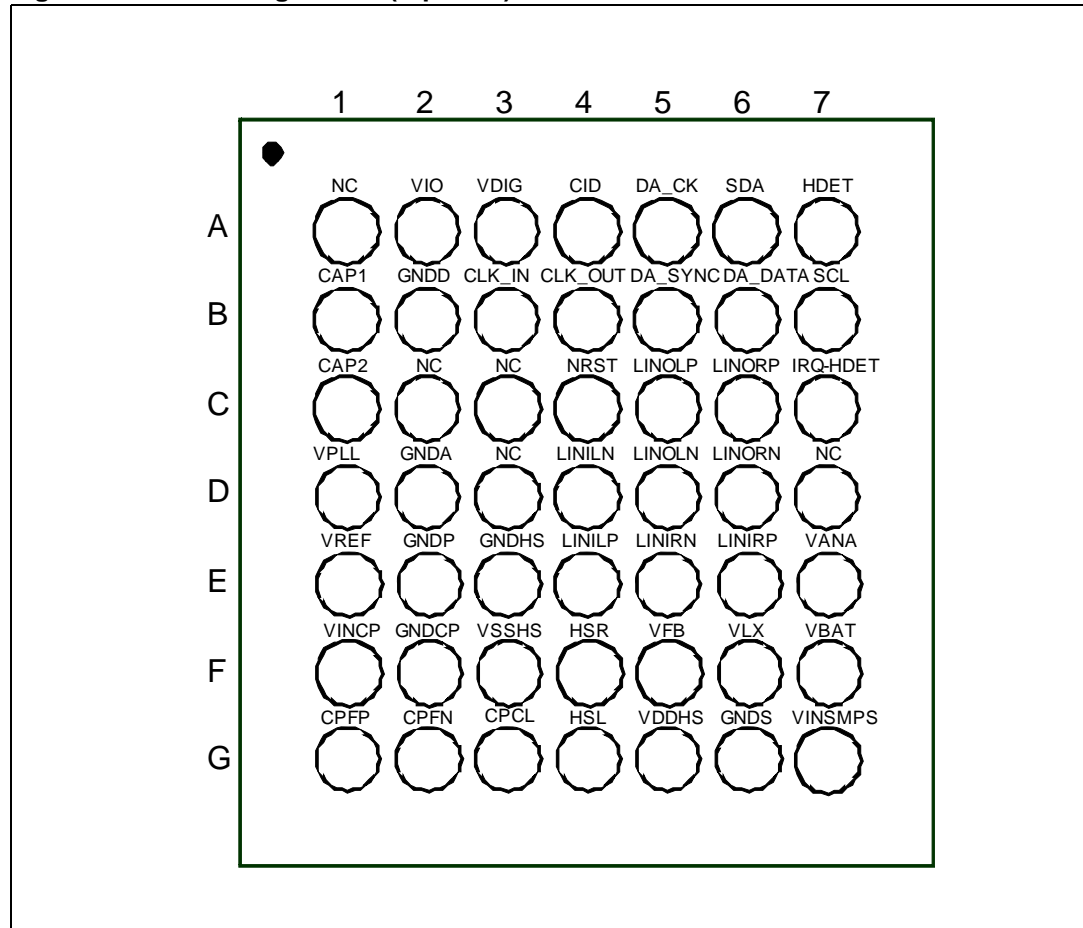 1 2 3 4 5 6 7
NC VIO VDIG CID DA_CK SDA HDET
A
CAP1 GNDD CLK_IN CLK_OUT DA_SYNC DA_DATA SCL
B
CAP2 NC NC NRST LINOLP LINORP IRQ-HDET
C
VPLL GNDA NC LINILN LINOLN LINORN NC
D
VREF GNDP GNDHS LINILP LINIRN LINIRP VANA
E
VINCP GNDCP VSSHS HSR VFB VLX VBAT
F
CPFP CPFN CPCL HSL VDDHS GNDS VINSMPS
G